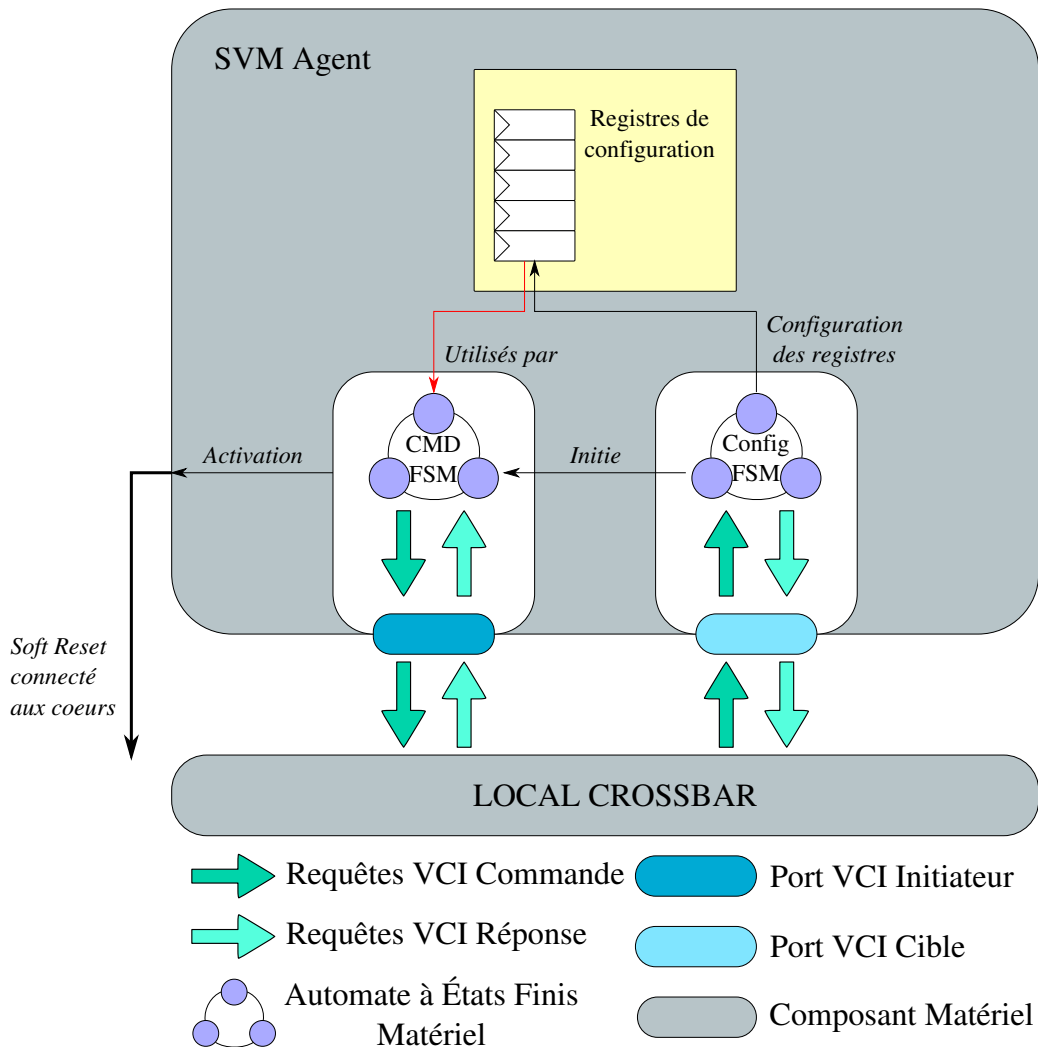 SVM Agent
Registres de
configuration
Utilisés par
Configuration
des registres
CMD
FSM
Config
FSM
Activation
Initie
Soft Reset
connecté
aux coeurs
LOCAL CROSSBAR
Requêtes VCI Commande
Port VCI Initiateur
Requêtes VCI Réponse
Port VCI Cible
Automate à États Finis
Matériel
Composant Matériel